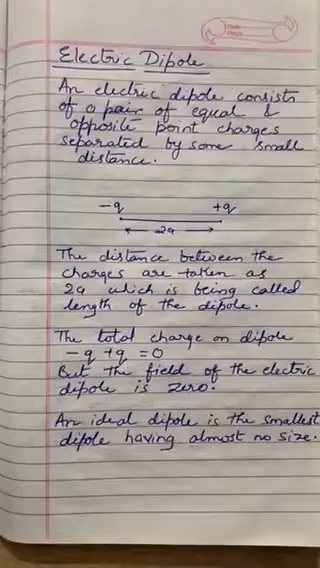 Electric Dipole
An electric dipole consists
of a pair of equal &
opposite point charges
separated by some small
distance.
-q +q
2a
The distance between the
charges are taken as
2a which is being called
length of the dipole.
The total charge on dipole
-q +q = 0
But the field of the electric
dipole is zero.
An ideal dipole is the smallest
dipole having almost no size.